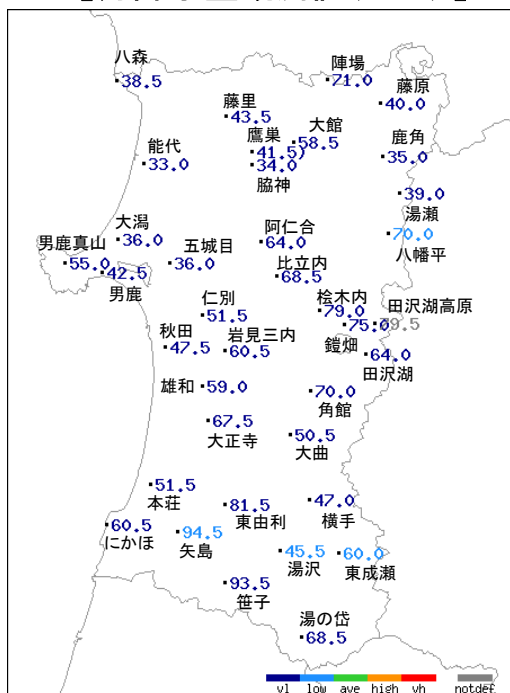 八森
38.5
陣場
71.0
藤原
40.0
藤里
43.5
大館
58.5
鷹巣
41.5)
34.0
脇神
能代
33.0
鹿角
35.0
39.0
湯瀬
70.0
八幡平
大潟
36.0
男鹿真山
55.0
42.5
男鹿
五城目
36.0
阿仁合
64.0
比立内
68.5
仁別
51.5
桧木内
79.0
田沢湖高原
79.5
75.0
鎧畑
秋田
47.5
岩見三内
60.5
64.0
田沢湖
雄和
59.0
70.0
角館
67.5
大正寺
50.5
大曲
51.5
本荘
81.5
東由利
47.0
横手
60.5
にかほ
94.5
矢島
45.5
湯沢
60.0
東成瀬
93.5
笹子
湯の岱
68.5
vl low ave high vh notdef